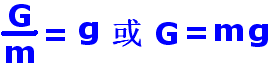 G/m = g 或 G = mg